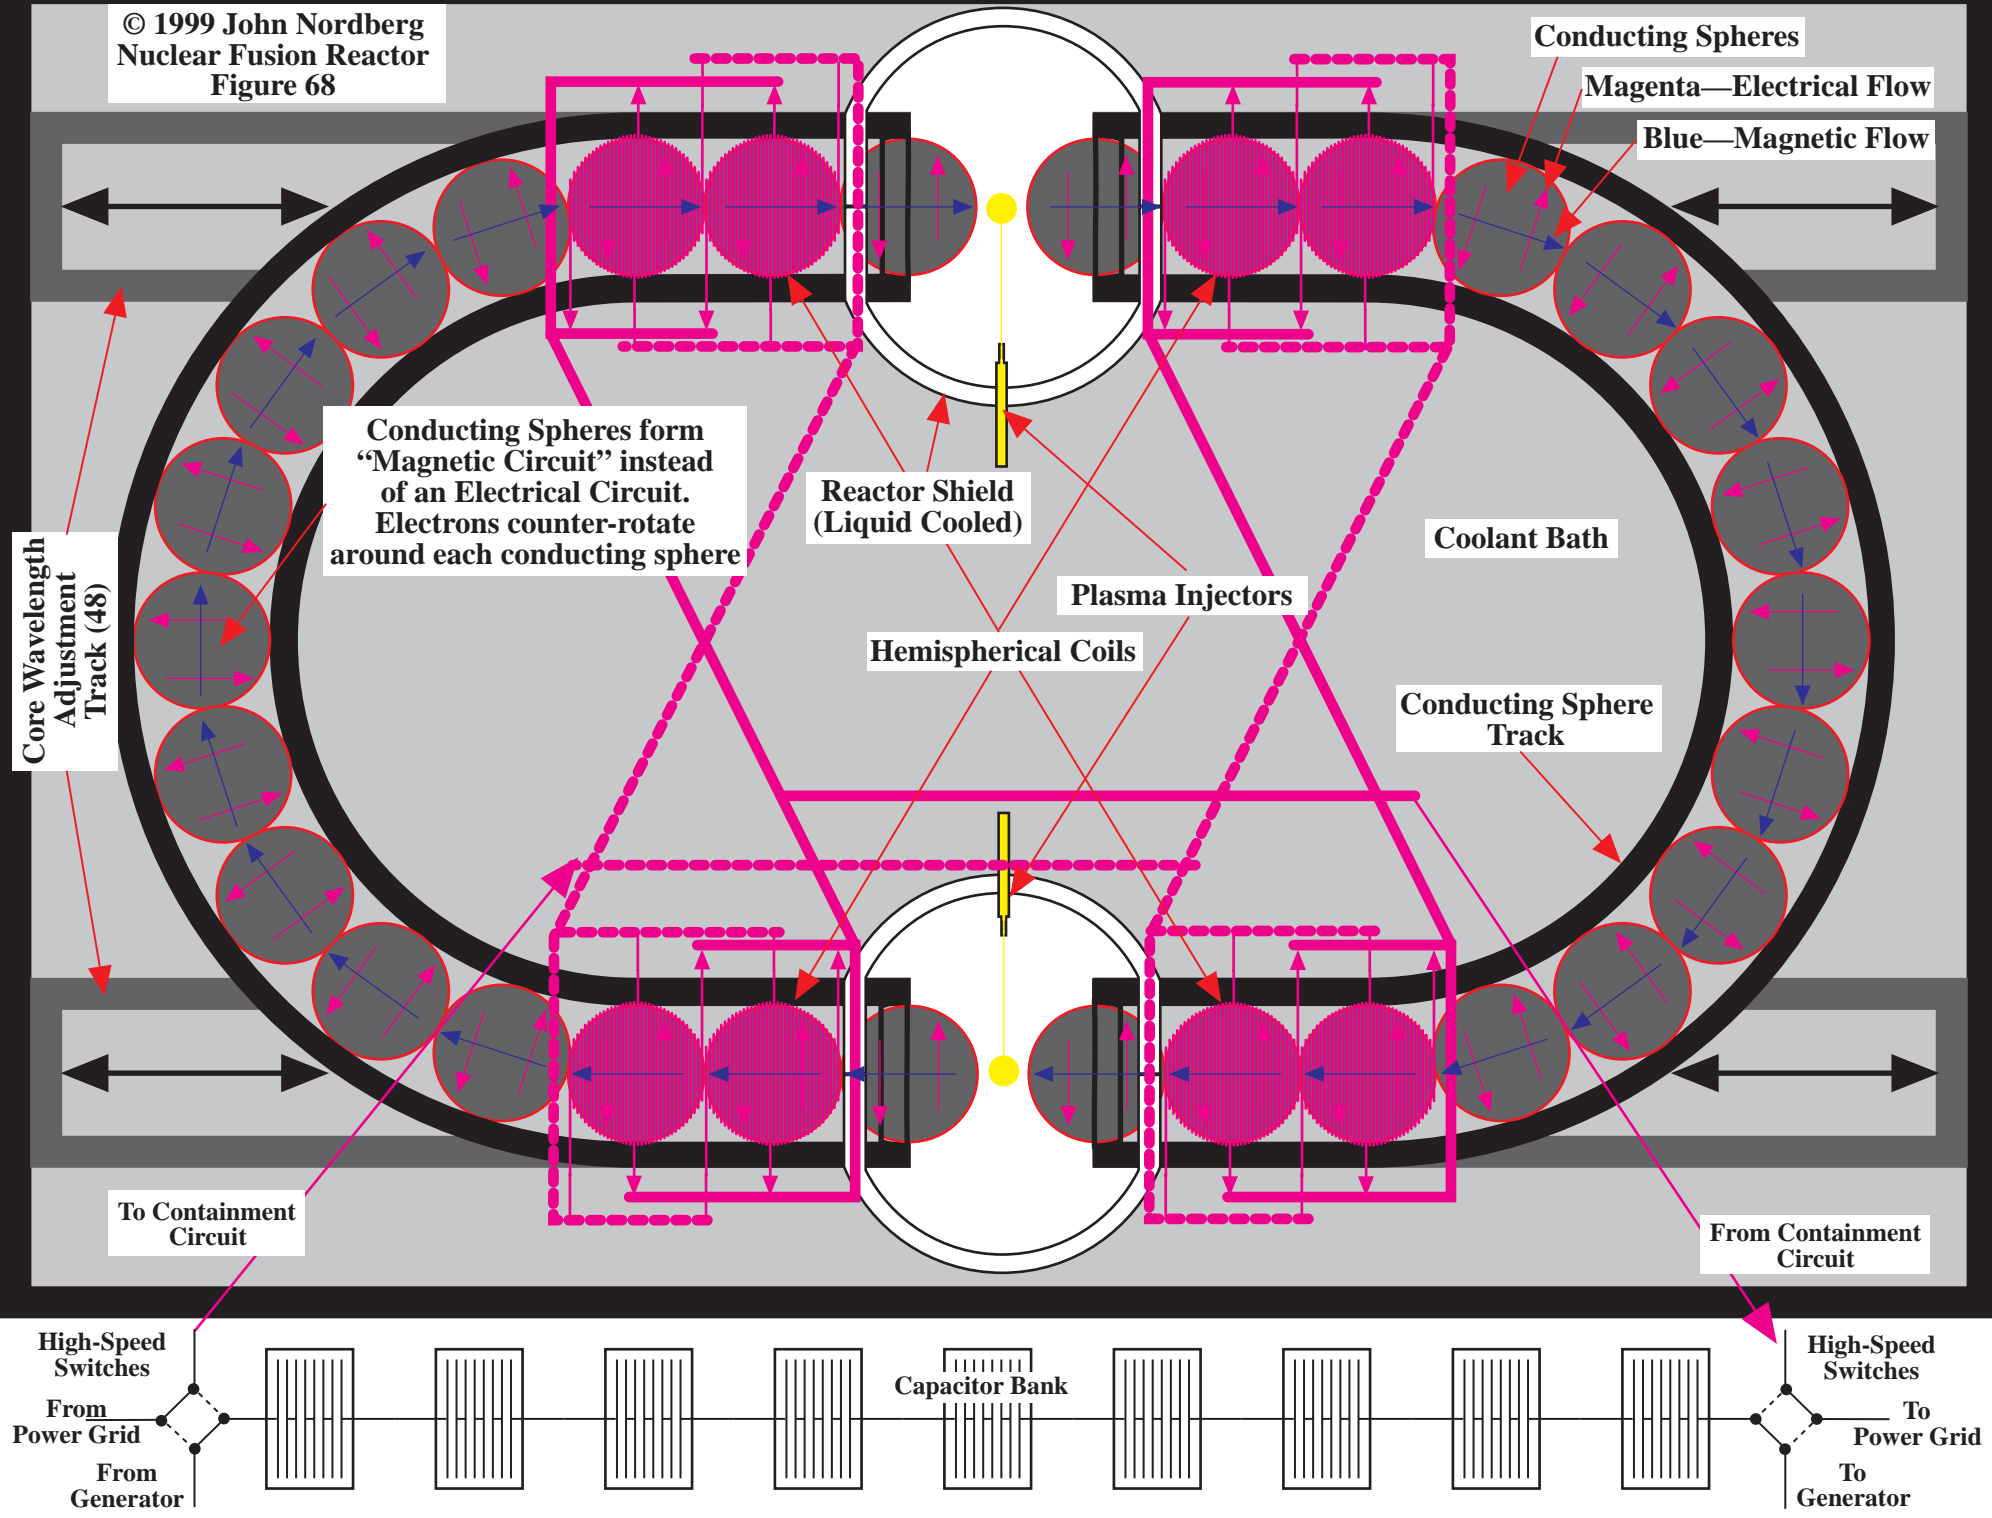 © 1999 John Nordberg
Nuclear Fusion Reactor
Figure 68
Conducting Spheres
Magenta—Electrical Flow
Blue—Magnetic Flow
Conducting Spheres form
“Magnetic Circuit” instead
of an Electrical Circuit.
Electrons counter-rotate
around each conducting sphere
Reactor Shield
(Liquid Cooled)
Coolant Bath
Plasma Injectors
Hemispherical Coils
Core Wavelength
Adjustment
Track (48)
Conducting Sphere
Track
To Containment
Circuit
From Containment
Circuit
High-Speed
Switches
From
Power Grid
From
Generator
Capacitor Bank
High-Speed
Switches
To
Power Grid
To
Generator